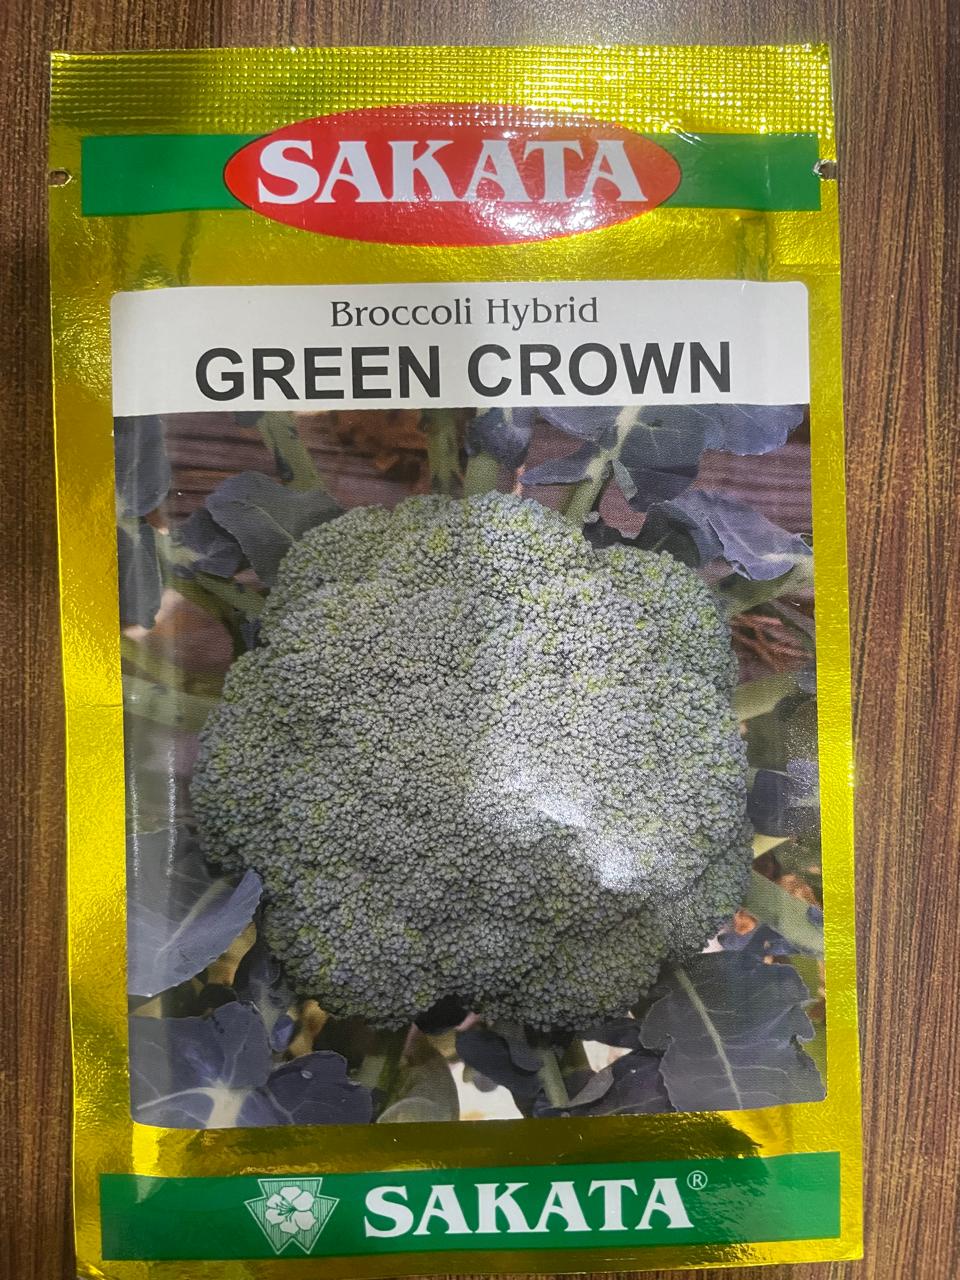 SAKATA
Broccoli Hybrid
GREEN CROWN
SAKATA®